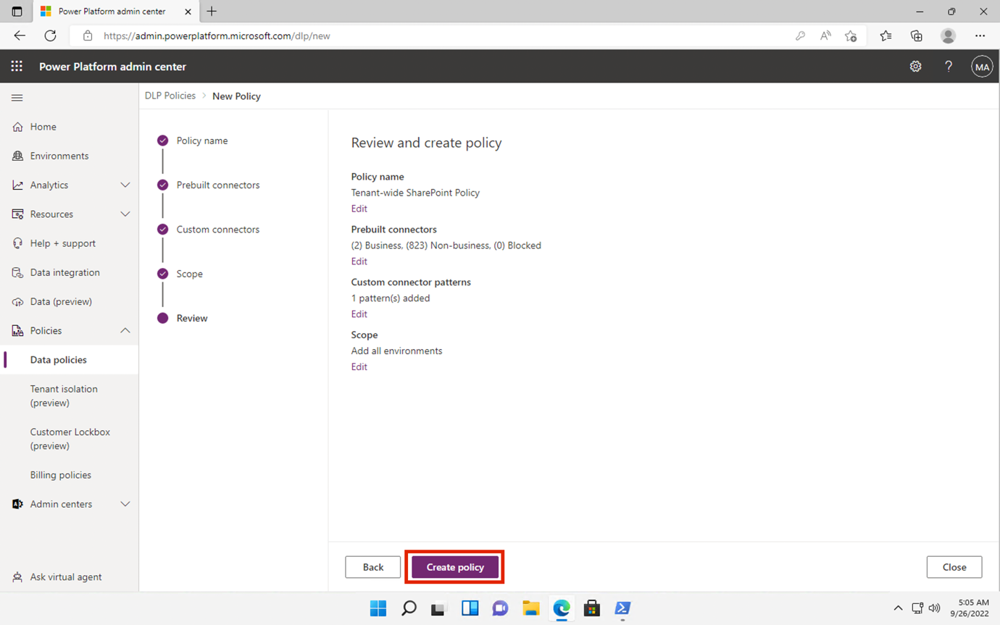 Power Platform admin center
https://admin.powerplatform.microsoft.com/dlp/new
Power Platform admin center
MA
DLP Policies > New Policy
Home
Environments
Analytics
Resources
Help + support
Data integration
Data (preview)
Policies
Data policies
Tenant isolation
(preview)
Customer Lockbox
(preview)
Billing policies
Admin centers
Ask virtual agent
Policy name
Prebuilt connectors
Custom connectors
Scope
Review
Review and create policy
Policy name
Tenant-wide SharePoint Policy
Edit
Prebuilt connectors
(2) Business, (823) Non-business, (0) Blocked
Edit
Custom connector patterns
1 pattern(s) added
Edit
Scope
Add all environments
Edit
Back
Create policy
Close
5:05 AM
9/26/2022